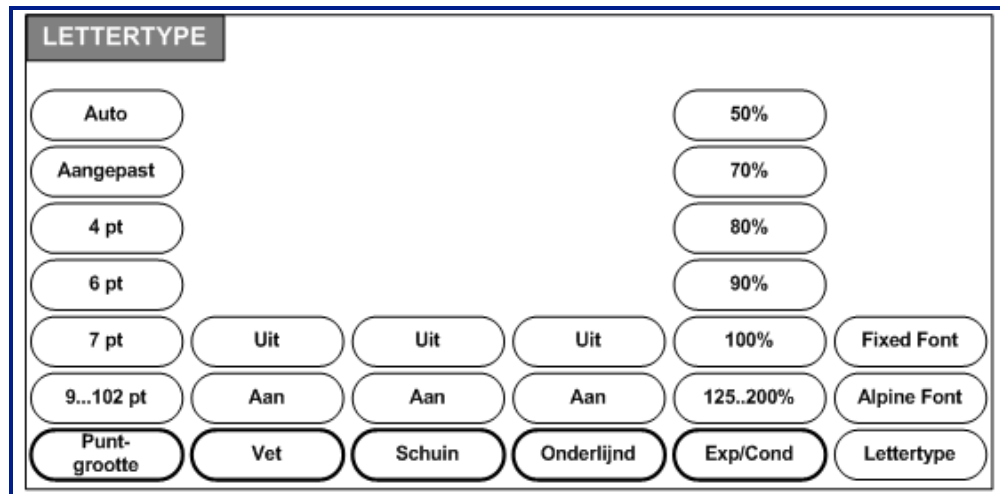 LETTERTYPE
Auto 50%
Aangepast 70%
4 pt 80%
6 pt 90%
7 pt Uit Uit Uit 100% Fixed Font
9...102 pt Aan Aan Aan 125..200% Alpine Font
Punt-
grootte Vet Schuin Onderlijnd Exp/Cond Lettertype